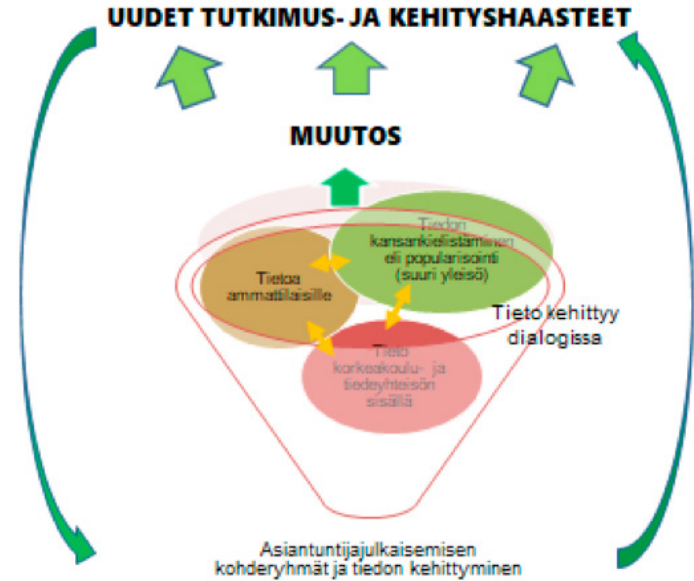 UUDET TUTKIMUS- JA KEHITYSHAASTEET
MUUTOS
Tiedon
kansankielistäminen
eli popularisointi
(suuri yleisö)
Tietoa
ammattilaisille
Tieto kehittyy
dialogissa
Tieto
korkeakoulu- ja
tiedeyhteisön
sisällä
Asiantuntijajulkaisemisen
kohderyhmät ja tiedon kehittyminen